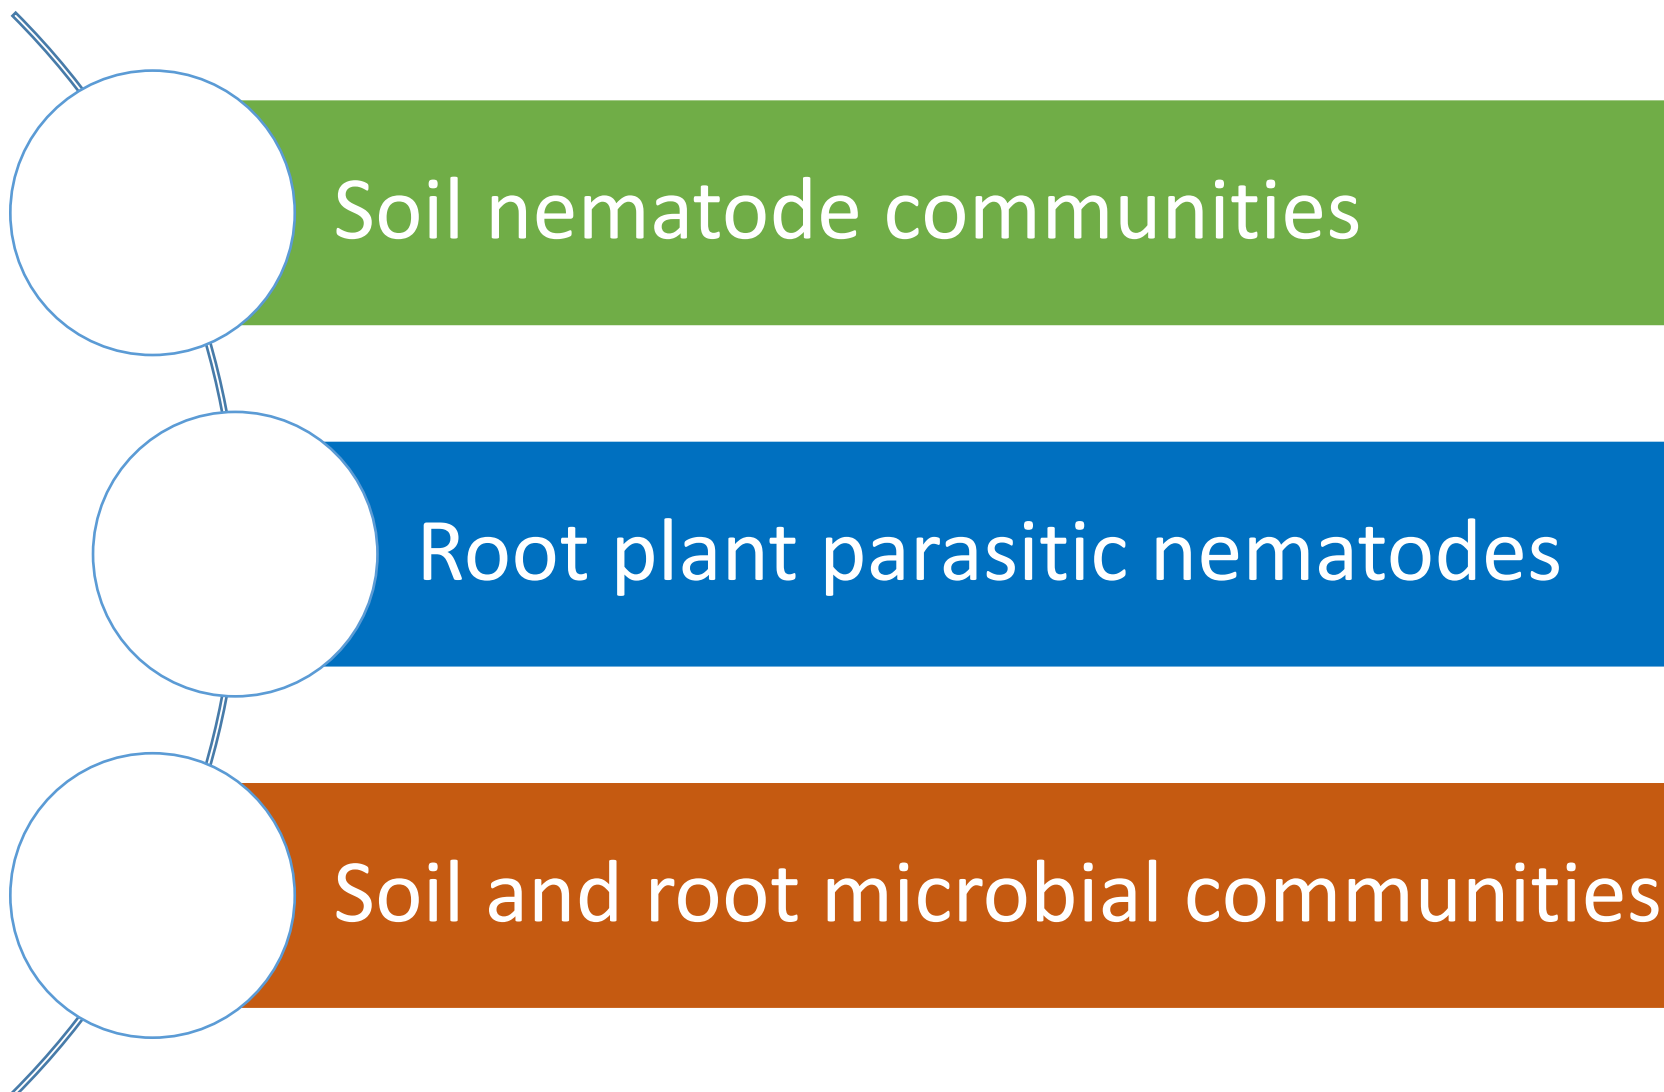 Soil nematode communities
Root plant parasitic nematodes
Soil and root microbial communities